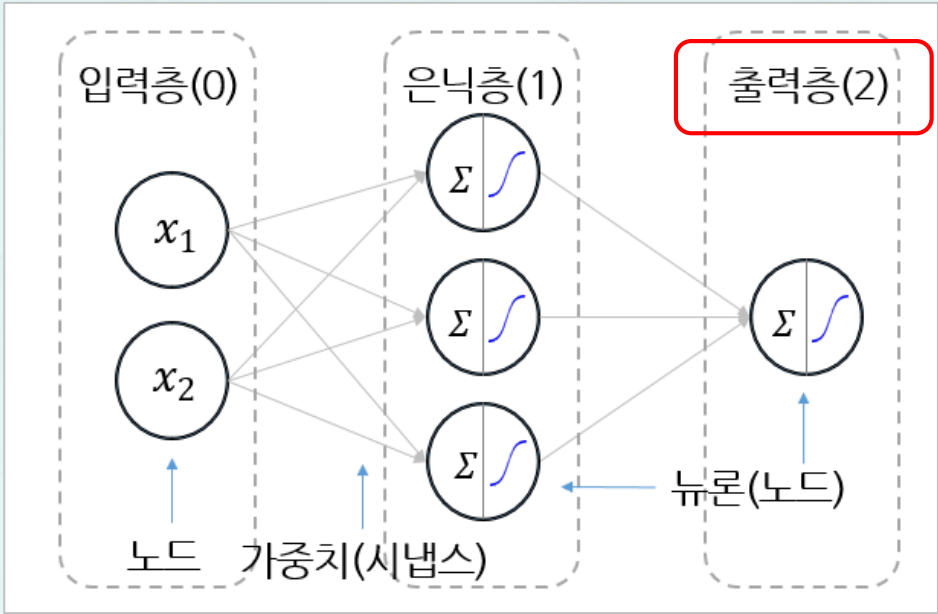 입력층(0)
은닉층(1)
출력층(2)
x₁
x₂
Σ
Σ
Σ
Σ
노드
가중치(시냅스)
뉴론(노드)